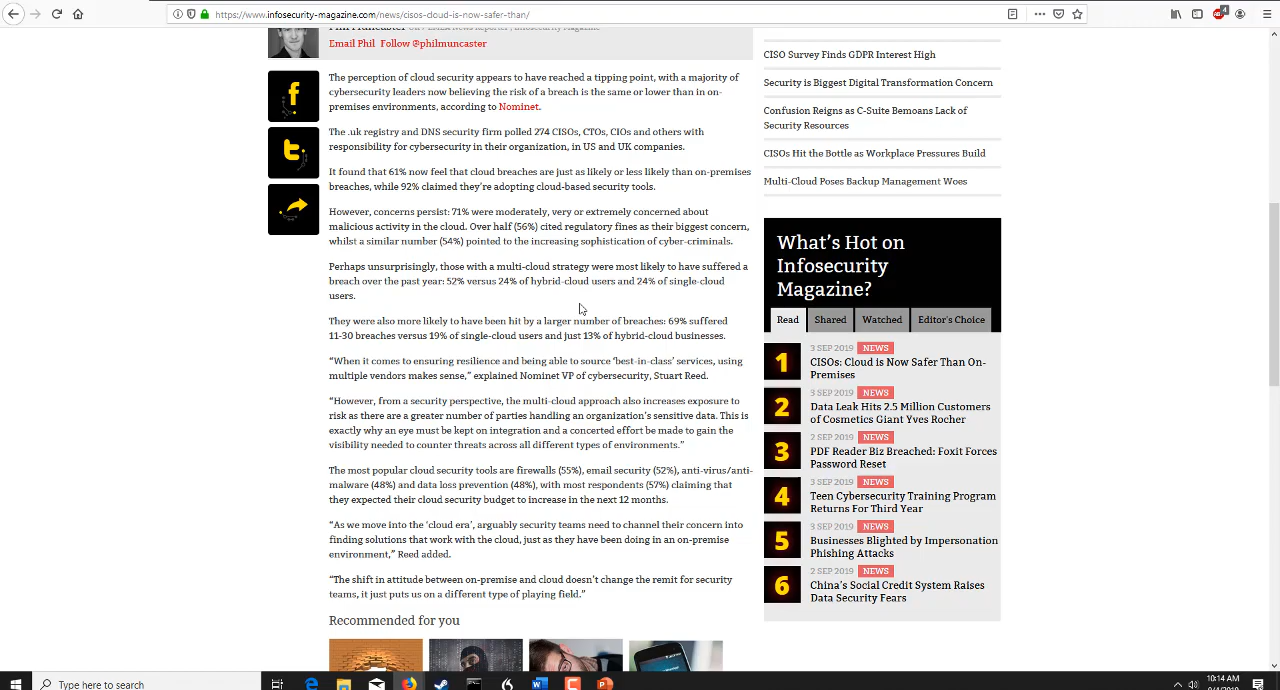 https://www.infosecurity-magazine.com/news/cisos-cloud-is-now-safer-than/
4
Email Phil Follow @philmuncaster
The perception of cloud security appears to have reached a tipping point, with a majority of
cybersecurity leaders now believing the risk of a breach is the same or lower than in on-
premises environments, according to Nominet.
The .uk registry and DNS security firm polled 274 CISOs, CTOs, CIOs and others with
responsibility for cybersecurity in their organization, in US and UK companies.
It found that 61% now feel that cloud breaches are just as likely or less likely than on-premises
breaches, while 92% claimed they're adopting cloud-based security tools.
However, concerns persist: 71% were moderately, very or extremely concerned about
malicious activity in the cloud. Over half (56%) cited regulatory fines as their biggest concern,
whilst a similar number (54%) pointed to the increasing sophistication of cyber-criminals.
Perhaps unsurprisingly, those with a multi-cloud strategy were most likely to have suffered a
breach over the past year: 52% versus 24% of hybrid-cloud users and 24% of single-cloud
users.
They were also more likely to have been hit by a larger number of breaches: 69% suffered
11-30 breaches versus 19% of single-cloud users and just 13% of hybrid-cloud businesses.
“When it comes to ensuring resilience and being able to source ‘best-in-class’ services, using
multiple vendors makes sense,” explained Nominet VP of cybersecurity, Stuart Reed.
“However, from a security perspective, the multi-cloud approach also increases exposure to
risk as there are a greater number of parties handling an organization’s sensitive data. This is
exactly why an eye must be kept on integration and a concerted effort be made to gain the
visibility needed to counter threats across all different types of environments.”
The most popular cloud security tools are firewalls (55%), email security (52%), anti-virus/anti-
malware (48%) and data loss prevention (48%), with most respondents (57%) claiming that
they expected their cloud security budget to increase in the next 12 months.
“As we move into the ‘cloud era’, arguably security teams need to channel their concern into
finding solutions that work with the cloud, just as they have been doing in an on-premise
environment,” Reed added.
“The shift in attitude between on-premise and cloud doesn’t change the remit for security
teams, it just puts us on a different type of playing field.”
Recommended for you
CISO Survey Finds GDPR Interest High
Security is Biggest Digital Transformation Concern
Confusion Reigns as C-Suite Bemoans Lack of
Security Resources
CISOs Hit the Bottle as Workplace Pressures Build
Multi-Cloud Poses Backup Management Woes
What’s Hot on
Infosecurity
Magazine?
Read Shared Watched Editor's Choice
1
3 SEP 2019 NEWS
CISOs: Cloud is Now Safer Than On-
Premises
2
3 SEP 2019 NEWS
Data Leak Hits 2.5 Million Customers
of Cosmetics Giant Yves Rocher
3
2 SEP 2019 NEWS
PDF Reader Biz Breached: Foxit Forces
Password Reset
4
3 SEP 2019 NEWS
Teen Cybersecurity Training Program
Returns For Third Year
5
3 SEP 2019 NEWS
Businesses Blighted by Impersonation
Phishing Attacks
6
2 SEP 2019 NEWS
China's Social Credit System Raises
Data Security Fears
Type here to search
10:14 AM